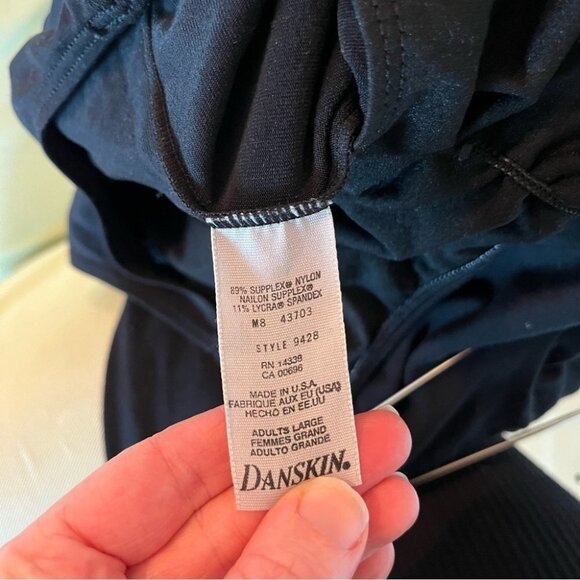 89% SUPPLEX® NYLON
NAILON SUPPLEX®
11% LYCRA® SPANDEX
M8 43703
STYLE 9428
RN 14338
CA 00696
MADE IN U.S.A.
FABRIQUE AUX EU (USA)
HECHO EN EE.UU
ADULTS LARGE
FEMMES GRAND
ADULTO GRANDE
DANSKIN®